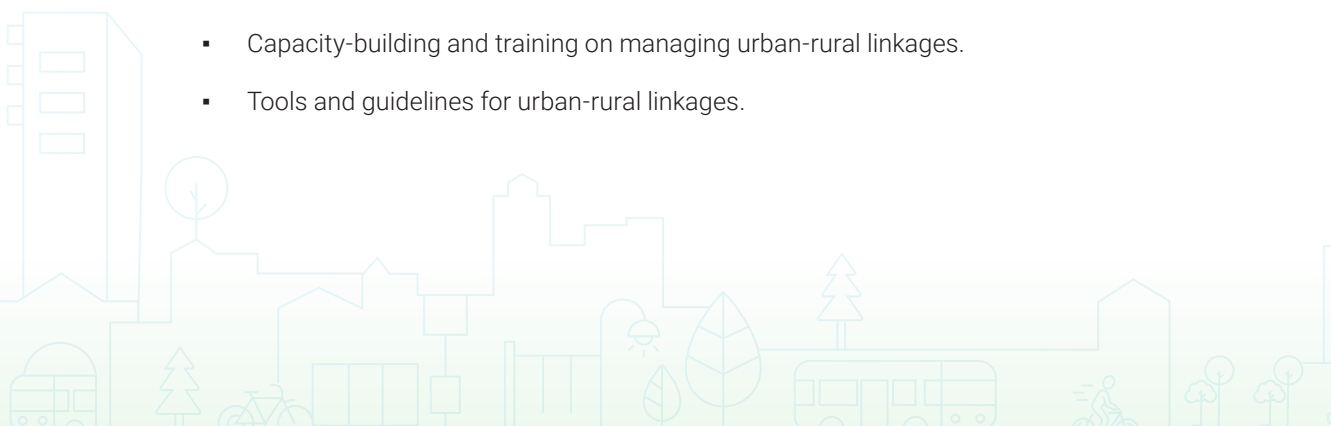 ▪ Capacity-building and training on managing urban-rural linkages.
▪ Tools and guidelines for urban-rural linkages.